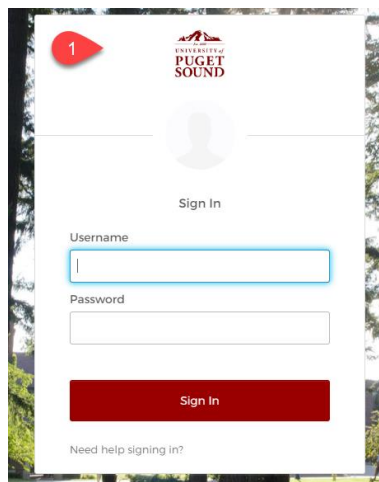 1
UNIVERSITY of
PUGET
SOUND
Sign In
Username
Password
Sign In
Need help signing in?